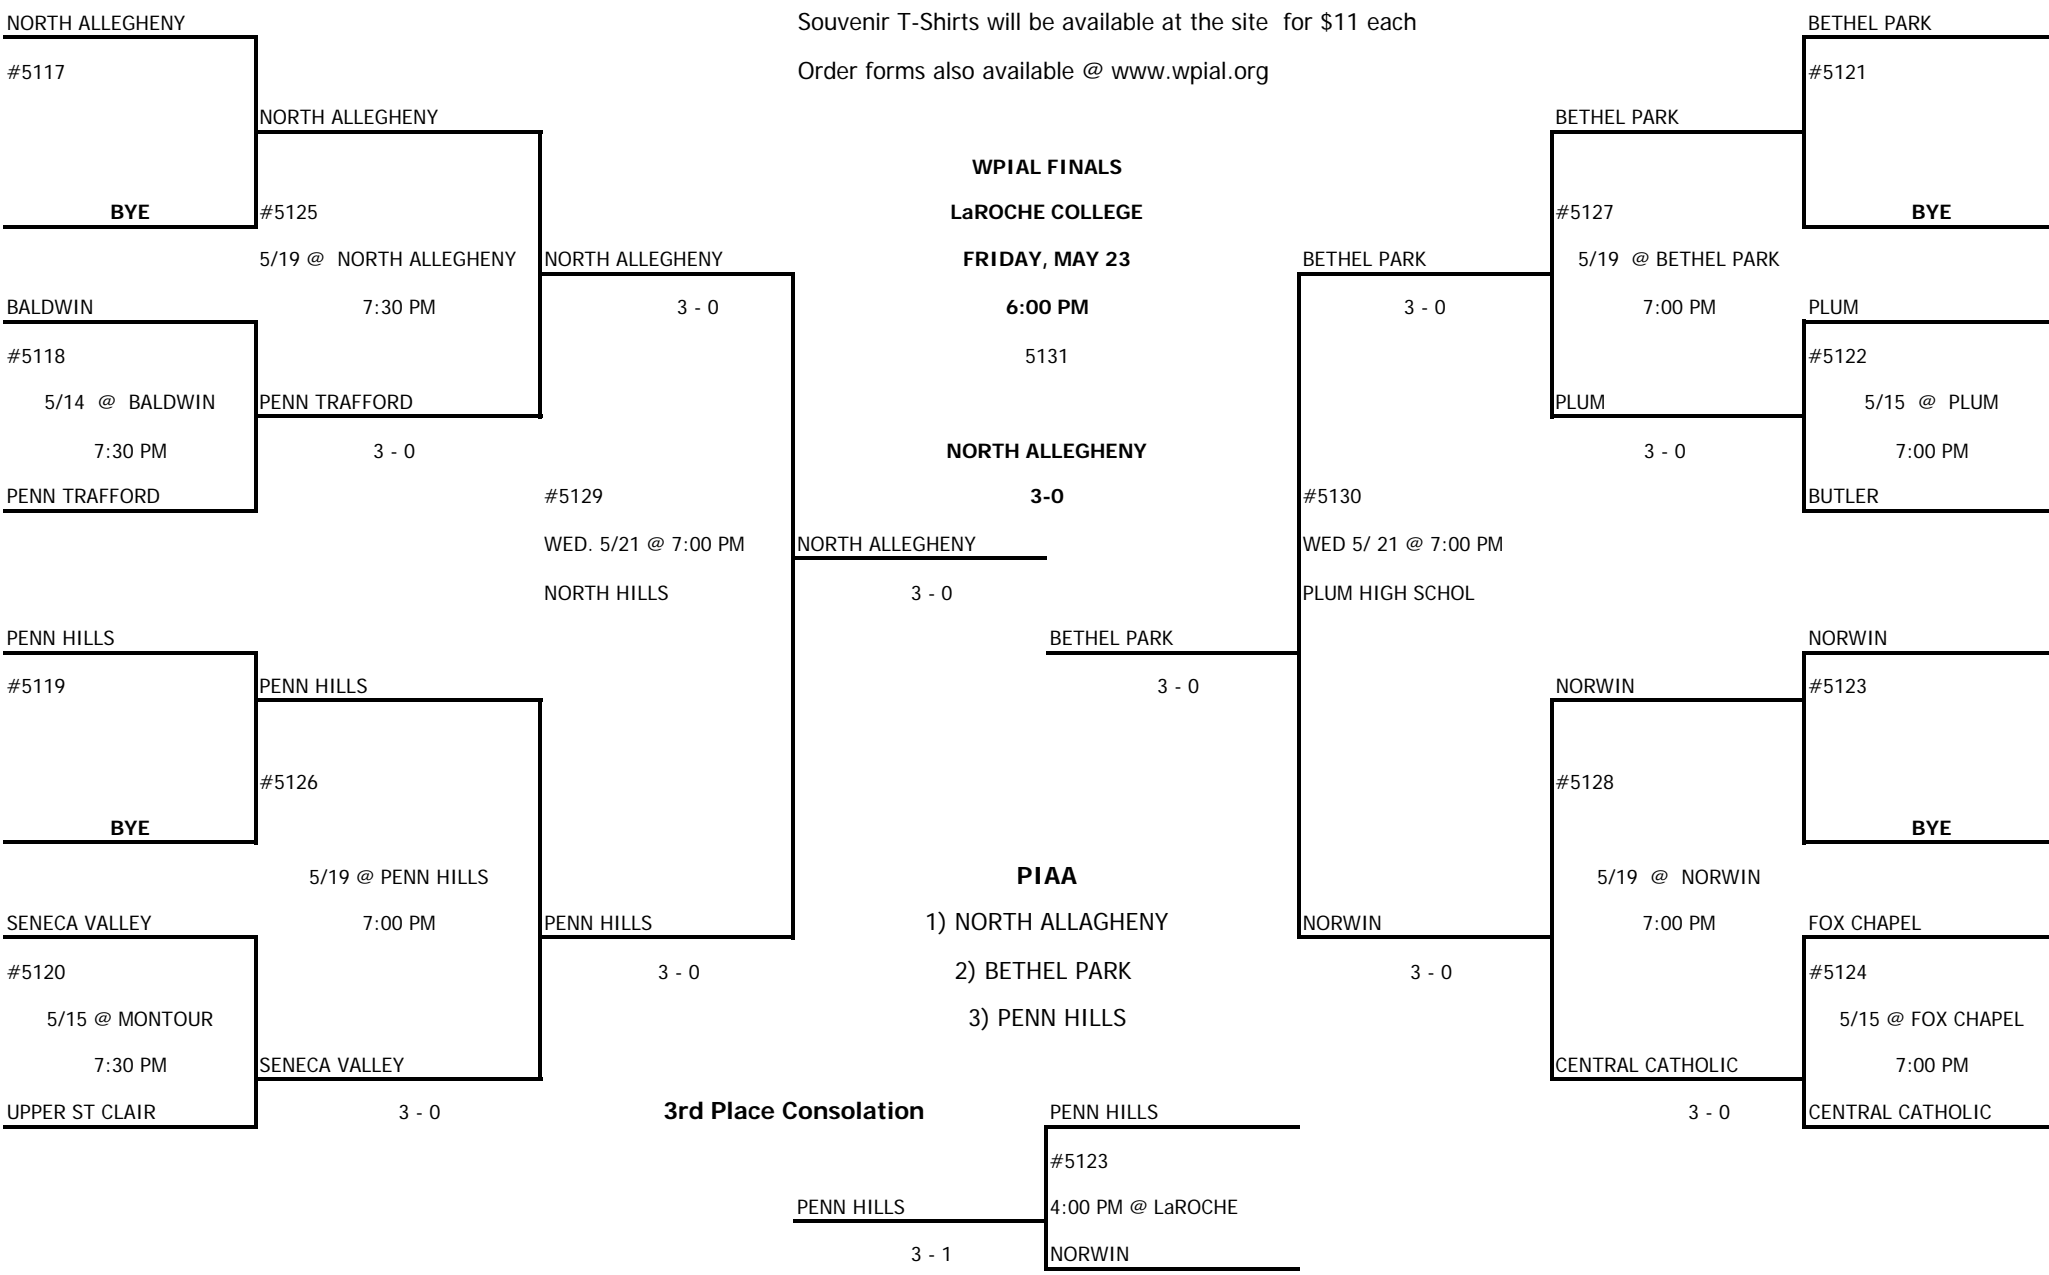 NORTH ALLEGHENY
Souvenir T-Shirts will be available at the site for $11 each
BETHEL PARK
#5117
Order forms also available @ www.wpial.org
#5121
NORTH ALLEGHENY
BETHEL PARK
WPIAL FINALS
BYE
#5125
LaROCHE COLLEGE
#5127
BYE
5/19 @ NORTH ALLEGHENY
NORTH ALLEGHENY
FRIDAY, MAY 23
BETHEL PARK
5/19 @ BETHEL PARK
BALDWIN
7:30 PM
3 - 0
6:00 PM
3 - 0
7:00 PM
PLUM
#5118
5131
#5122
5/14 @ BALDWIN
PENN TRAFFORD
PLUM
5/15 @ PLUM
7:30 PM
3 - 0
NORTH ALLEGHENY
3 - 0
7:00 PM
PENN TRAFFORD
#5129
3-0
#5130
BUTLER
WED. 5/21 @ 7:00 PM
NORTH ALLEGHENY
WED 5/ 21 @ 7:00 PM
NORTH HILLS
3 - 0
PLUM HIGH SCHOL
PENN HILLS
BETHEL PARK
NORWIN
#5119
PENN HILLS
3 - 0
NORWIN
#5123
#5126
#5128
BYE
BYE
5/19 @ PENN HILLS
PIAA
5/19 @ NORWIN
SENECA VALLEY
7:00 PM
PENN HILLS
1) NORTH ALLAGHENY
NORWIN
7:00 PM
FOX CHAPEL
#5120
3 - 0
2) BETHEL PARK
3 - 0
#5124
5/15 @ MONTOUR
3) PENN HILLS
5/15 @ FOX CHAPEL
7:30 PM
SENECA VALLEY
CENTRAL CATHOLIC
7:00 PM
UPPER ST CLAIR
3 - 0
3rd Place Consolation
PENN HILLS
3 - 0
CENTRAL CATHOLIC
#5123
PENN HILLS
4:00 PM @ LaROCHE
3 - 1
NORWIN